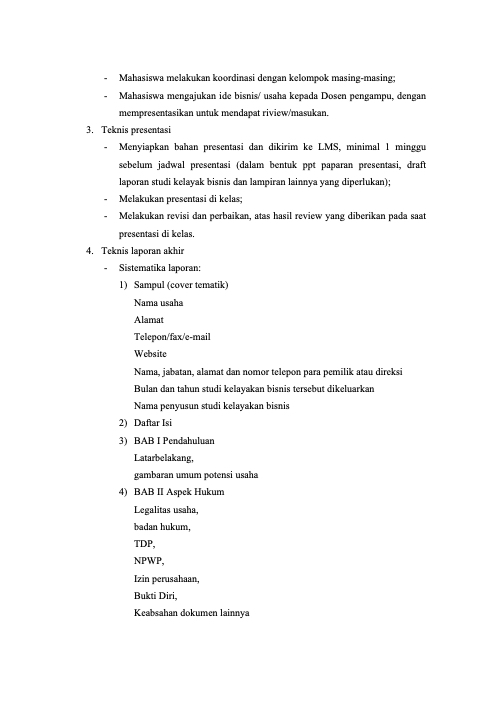 - Mahasiswa melakukan koordinasi dengan kelompok masing-masing;
- Mahasiswa mengajukan ide bisnis/ usaha kepada Dosen pengampu, dengan
mempresentasikan untuk mendapat riview/masukan.
3. Teknis presentasi
- Menyiapkan bahan presentasi dan dikirim ke LMS, minimal 1 minggu
sebelum jadwal presentasi (dalam bentuk ppt paparan presentasi, draft
laporan studi kelayak bisnis dan lampiran lainnya yang diperlukan);
- Melakukan presentasi di kelas;
- Melakukan revisi dan perbaikan, atas hasil review yang diberikan pada saat
presentasi di kelas.
4. Teknis laporan akhir
- Sistematika laporan:
1) Sampul (cover tematik)
Nama usaha
Alamat
Telepon/fax/e-mail
Website
Nama, jabatan, alamat dan nomor telepon para pemilik atau direksi
Bulan dan tahun studi kelayakan bisnis tersebut dikeluarkan
Nama penyusun studi kelayakan bisnis
2) Daftar Isi
3) BAB I Pendahuluan
Latarbelakang,
gambaran umum potensi usaha
4) BAB II Aspek Hukum
Legalitas usaha,
badan hukum,
TDP,
NPWP,
Izin perusahaan,
Bukti Diri,
Keabsahan dokumen lainnya